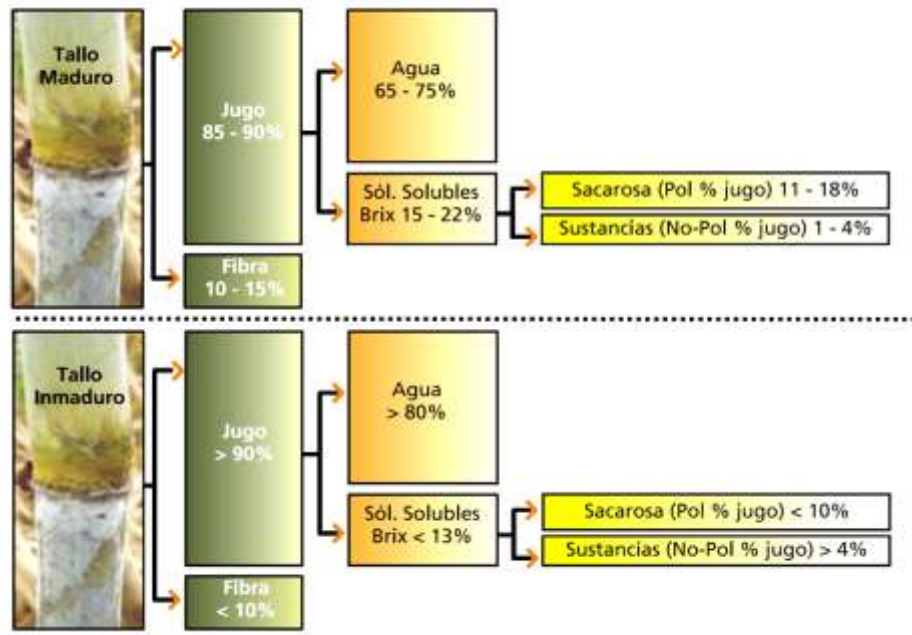 Tallo
Maduro
Jugo
85 - 90%
Fibra
10 - 15%
Agua
65 - 75%
Sól. Solubles
Brix 15 - 22%
Sacarosa (Pol % jugo) 11 - 18%
Sustancias (No-Pol % jugo) 1 - 4%
Tallo
Inmaduro
Jugo
> 90%
Fibra
< 10%
Agua
> 80%
Sól. Solubles
Brix < 13%
Sacarosa (Pol % jugo) < 10%
Sustancias (No-Pol % jugo) > 4%